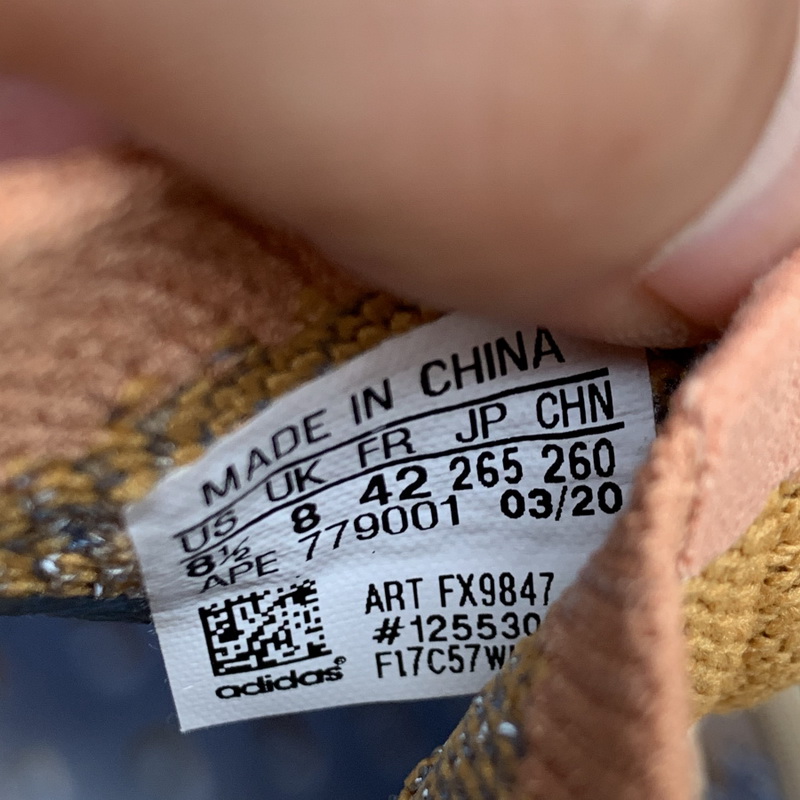 MADE IN CHINA
US UK FR JP CHN
8½ 8 42 265 260
APE 779001 03/20
ART FX9847
#125530
F17C57W
adidas®